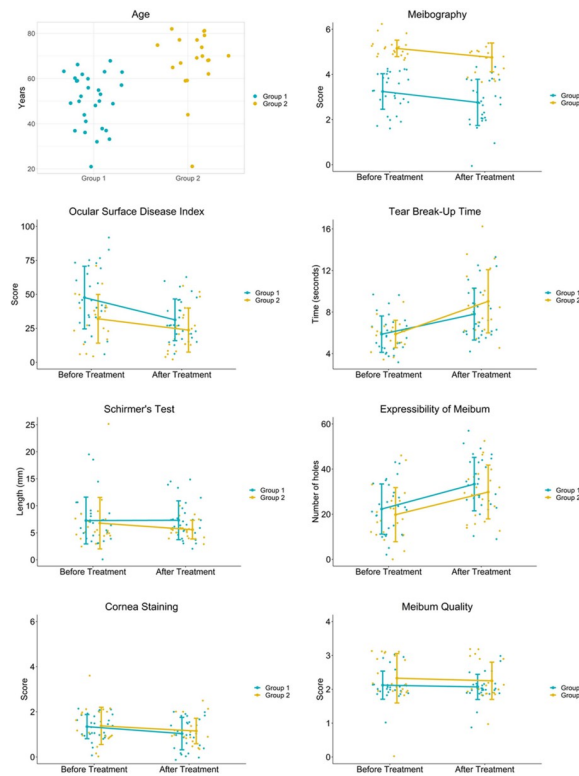 Age
80
60
40
20
Years
Group 1
Group 2
Group 1
Group 2
Meibography
6
4
2
0
Score
Before Treatment
After Treatment
Group
Group
Ocular Surface Disease Index
100
75
50
25
0
Score
Before Treatment
After Treatment
Group 1
Group 2
Tear Break-Up Time
16
12
8
4
Time (seconds)
Before Treatment
After Treatment
Group 1
Group 2
Schirmer's Test
25
20
15
10
5
0
Length (mm)
Before Treatment
After Treatment
Group 1
Group 2
Expressibility of Meibum
60
40
20
0
Number of holes
Before Treatment
After Treatment
Group 1
Group 2
Cornea Staining
6
4
2
0
Score
Before Treatment
After Treatment
Group 1
Group 2
Meibum Quality
4
3
2
1
0
Score
Before Treatment
After Treatment
Group
Group